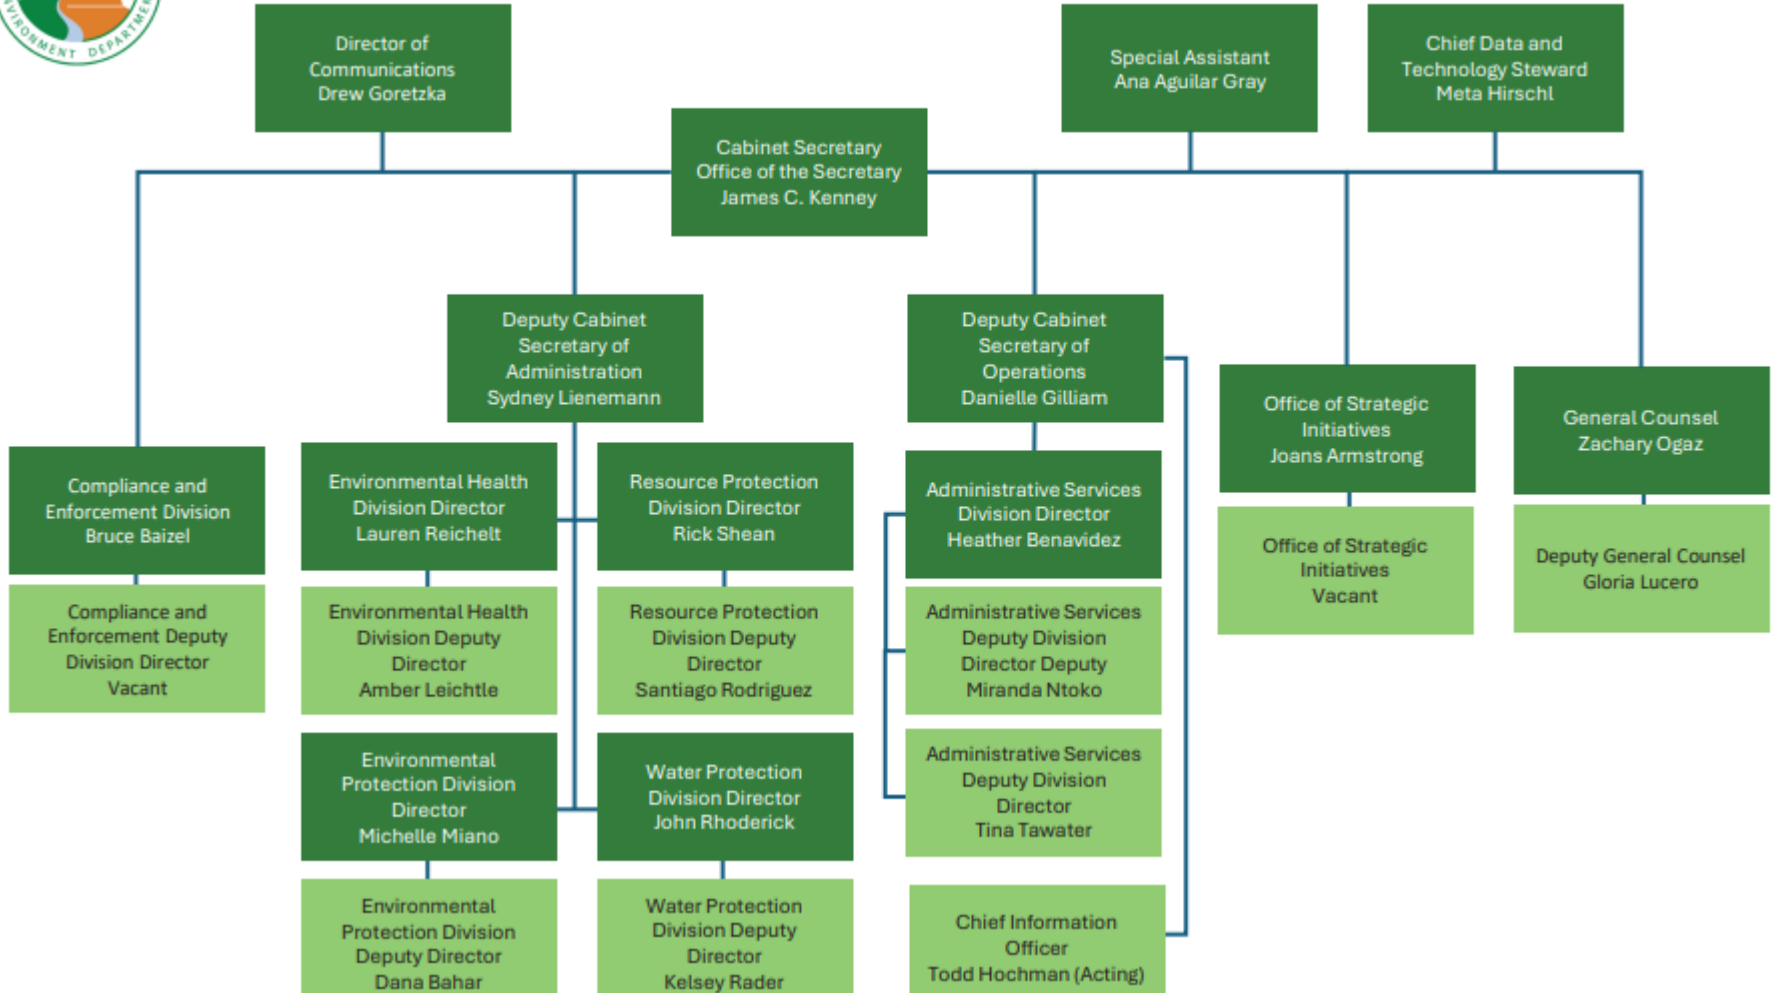 VIRONMENT DEPARTME
Director of
Communications
Drew Goretzka
Special Assistant
Ana Aguilar Gray
Chief Data and
Technology Steward
Meta Hirschl
Cabinet Secretary
Office of the Secretary
James C. Kenney
Deputy Cabinet
Secretary of
Administration
Sydney Lienemann
Deputy Cabinet
Secretary of
Operations
Danielle Gilliam
Office of Strategic
Initiatives
Joans Armstrong
General Counsel
Zachary Ogaz
Compliance and
Enforcement Division
Bruce Baizel
Environmental Health
Division Director
Lauren Reichelt
Resource Protection
Division Director
Rick Shean
Administrative Services
Division Director
Heather Benavidez
Office of Strategic
Initiatives
Vacant
Deputy General Counsel
Gloria Lucero
Compliance and
Enforcement Deputy
Division Director
Vacant
Environmental Health
Division Deputy
Director
Amber Leichtle
Resource Protection
Division Deputy
Director
Santiago Rodriguez
Administrative Services
Deputy Division
Director Deputy
Miranda Ntoko
Environmental
Protection Division
Director
Michelle Miano
Water Protection
Division Director
John Rhoderick
Administrative Services
Deputy Division
Director
Tina Tawater
Environmental
Protection Division
Deputy Director
Dana Bahar
Water Protection
Division Deputy
Director
Kelsey Rader
Chief Information
Officer
Todd Hochman (Acting)